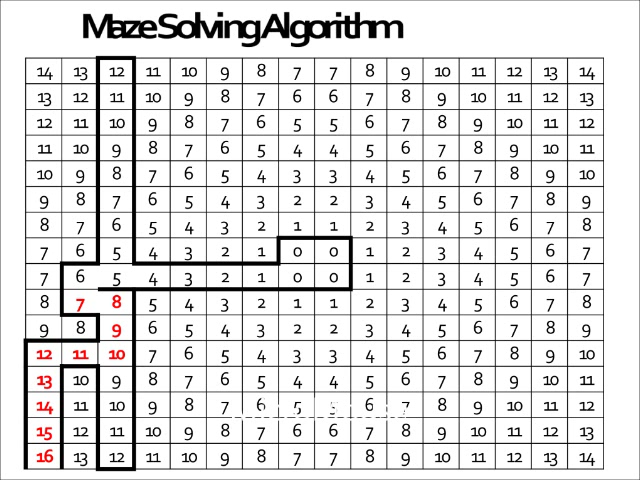 Maze Solving Algorithm
14 13 12 11 10 9 8 7 7 8 9 10 11 12 13 14
13 12 11 10 9 8 7 6 6 7 8 9 10 11 12 13
12 11 10 9 8 7 6 5 5 6 7 8 9 10 11 12
11 10 9 8 7 6 5 4 4 5 6 7 8 9 10 11
10 9 8 7 6 5 4 3 3 4 5 6 7 8 9 10
9 8 7 6 5 4 3 2 2 3 4 5 6 7 8 9
8 7 6 5 4 3 2 1 1 2 3 4 5 6 7 8
7 6 5 4 3 2 1 0 0 1 2 3 4 5 6 7
7 6 5 4 3 2 1 0 0 1 2 3 4 5 6 7
8 7 8 5 4 3 2 1 1 2 3 4 5 6 7 8
9 8 9 6 5 4 3 2 2 3 4 5 6 7 8 9
12 11 10 7 6 5 4 3 3 4 5 6 7 8 9 10
13 10 9 8 7 6 5 4 4 5 6 7 8 9 10 11
14 11 10 9 8 7 6 5 5 6 7 8 9 10 11 12
15 12 11 10 9 8 7 6 6 7 8 9 10 11 12 13
16 13 12 11 10 9 8 7 7 8 9 10 11 12 13 14